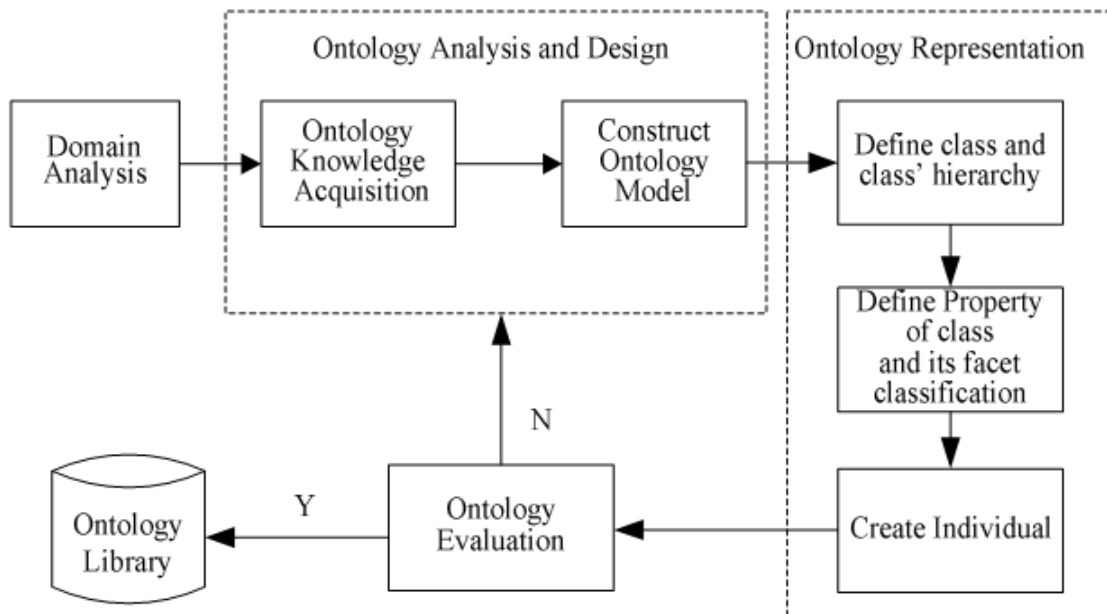 Ontology Analysis and Design
Ontology Representation
Domain
Analysis
Ontology
Knowledge
Acquisition
Construct
Ontology
Model
Define class and
class’ hierarchy
Define Property
of class
and its facet
classification
N
Y
Ontology
Library
Ontology
Evaluation
Create Individual